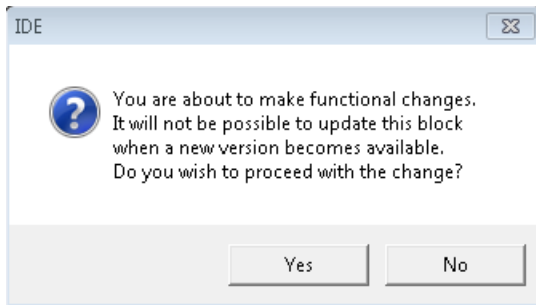 IDE
You are about to make functional changes.
It will not be possible to update this block
when a new version becomes available.
Do you wish to proceed with the change?
Yes
No